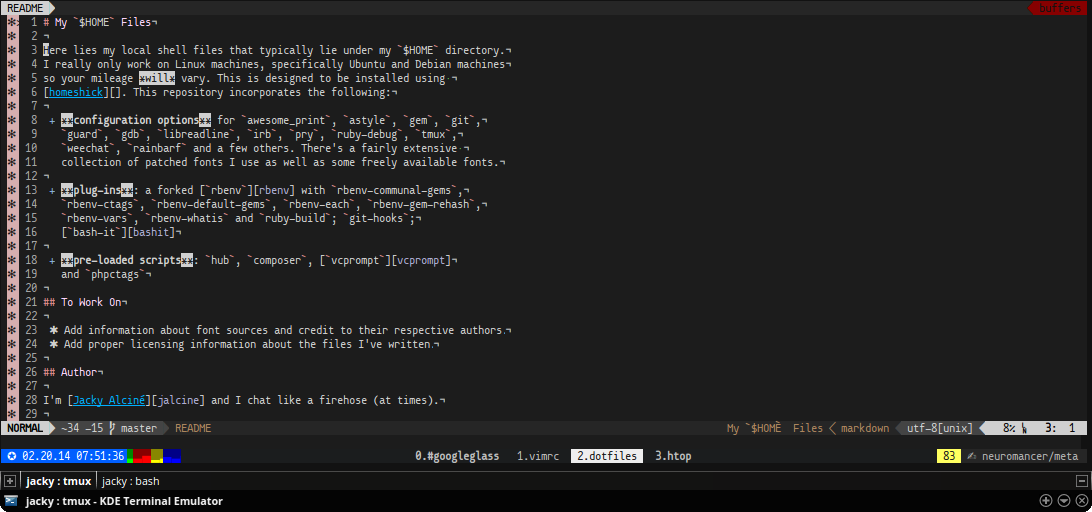 README buffers
1 # My `$HOME` Files¬
2 ¬
3 Here lies my local shell files that typically lie under my `$HOME` directory.¬
4 I really only work on Linux machines, specifically Ubuntu and Debian machines¬
5 so your mileage *will* vary. This is designed to be installed using·¬
6 [homeshick][]. This repository incorporates the following:¬
7 ¬
8 + **configuration options** for `awesome_print`, `astyle`, `gem`, `git`,¬
9 `guard`, `gdb`, `libreadline`, `irb`, `pry`, `ruby-debug`, `tmux`,¬
10 `weechat`, `rainbarf` and a few others. There's a fairly extensive·¬
11 collection of patched fonts I use as well as some freely available fonts.¬
12 ¬
13 + **plug-ins**: a forked [`rbenv`][rbenv] with `rbenv-communal-gems`,¬
14 `rbenv-ctags`, `rbenv-default-gems`, `rbenv-each`, `rbenv-gem-rehash`,¬
15 `rbenv-vars`, `rbenv-whatis` and `ruby-build`; `git-hooks`;¬
16 [`bash-it`][bashit]¬
17 ¬
18 + **pre-loaded scripts**: `hub`, `composer`, [`vcprompt`][vcprompt]¬
19 and `phpctags`¬
20 ¬
21 ## To Work On¬
22 ¬
23 ✱ Add information about font sources and credit to their respective authors.¬
24 ✱ Add proper licensing information about the files I've written.¬
25 ¬
26 ## Author¬
27 ¬
28 I'm [Jacky Alciné][jalcine] and I chat like a firehose (at times).¬
29 ¬
NORMAL ~34 -15 master README My `$HOMÈ Files markdown utf-8[unix] 8% 3: 1
✪ 02.20.14 07:51:36 0.#googleglass 1.vimrc 2.dotfiles 3.htop 83 neuromancer/meta
jacky : tmux jacky : bash
jacky : tmux - KDE Terminal Emulator